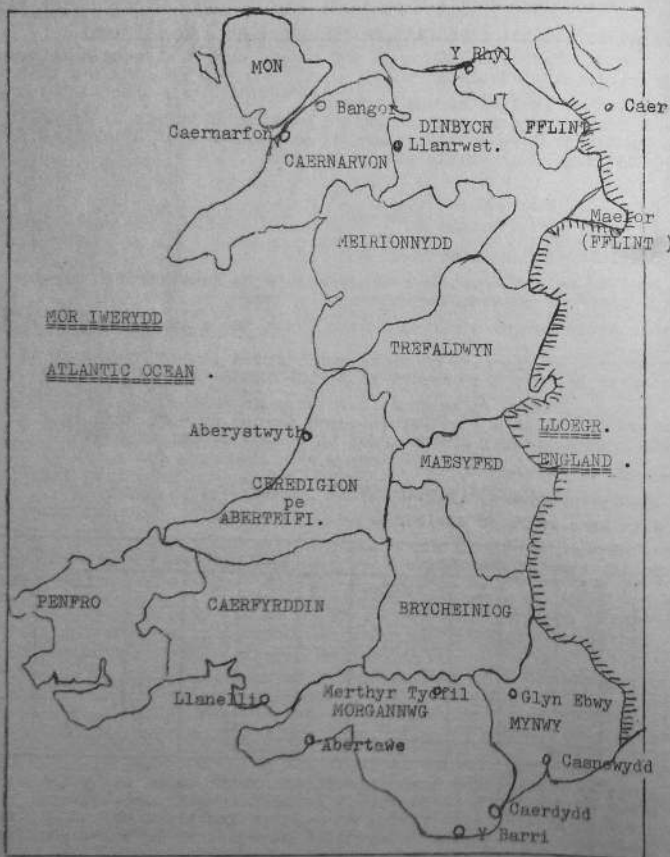 MON
Y Rhyl
Caer
Bangor
Caernarfon
DINBYCH
FFLINT
Llanrwst.
CAERNARVON
Maelor
(FFLINT )
MEIRIONNYDD
MOR IWERYDD
ATLANTIC OCEAN .
TREFALDWYN
Aberystwyth
LLOEGR.
ENGLAND .
MAESYFED
CEREDIGION
pe
ABERTEIFI.
PENFRO
CAERFYRDDIN
BRYCHEINIOG
Llanelli
Merthyr Tydfil
MORGANNWG
Glyn Ebwy
MYNWY
Abertawe
Casnewydd
Caerdydd
Y Barri